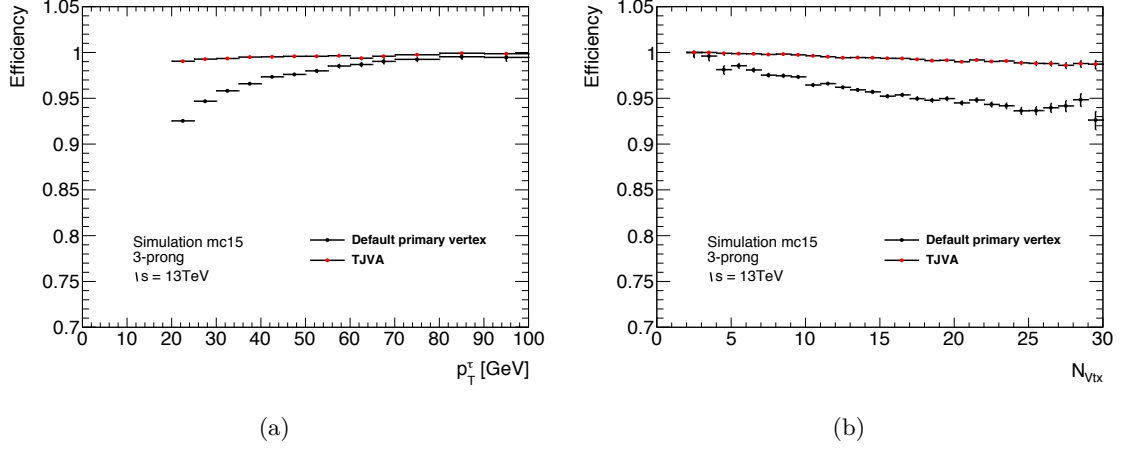 Efficiency
1.05
1
0.95
0.9
0.85
0.8
0.75
0.7
Simulation mc15
3-prong
√s = 13TeV
Default primary vertex
TJVA
0 10 20 30 40 50 60 70 80 90 100
p_T^τ [GeV]
(a)
Efficiency
1.05
1
0.95
0.9
0.85
0.8
0.75
0.7
Simulation mc15
3-prong
√s = 13TeV
Default primary vertex
TJVA
0 5 10 15 20 25 30
N_Vtx
(b)